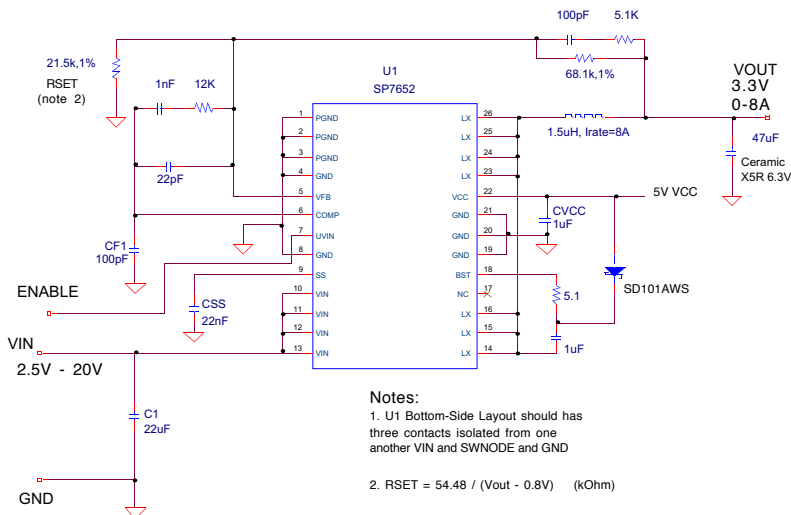 100pF
5.1K
21.5k,1%
RSET
(note 2)
1nF
12K
68.1k,1%
U1
SP7652
VOUT
3.3V
0-8A
1.5uH, Irate=8A
47uF
Ceramic
X5R 6.3V
22pF
1 PGND
2 PGND
3 PGND
4 GND
5 VFB
6 COMP
7 UVIN
8 GND
9 SS
10 VIN
11 VIN
12 VIN
13 VIN
LX 26
LX 25
LX 24
LX 23
VCC 22
GND 21
GND 20
GND 19
BST 18
NC 17
LX 16
LX 15
LX 14
5V VCC
CVCC
1uF
CF1
100pF
CSS
22nF
5.1
SD101AWS
1uF
ENABLE
VIN
2.5V - 20V
C1
22uF
GND
Notes:
1. U1 Bottom-Side Layout should has
three contacts isolated from one
another VIN and SWNODE and GND
2. RSET = 54.48 / (Vout - 0.8V) (kOhm)